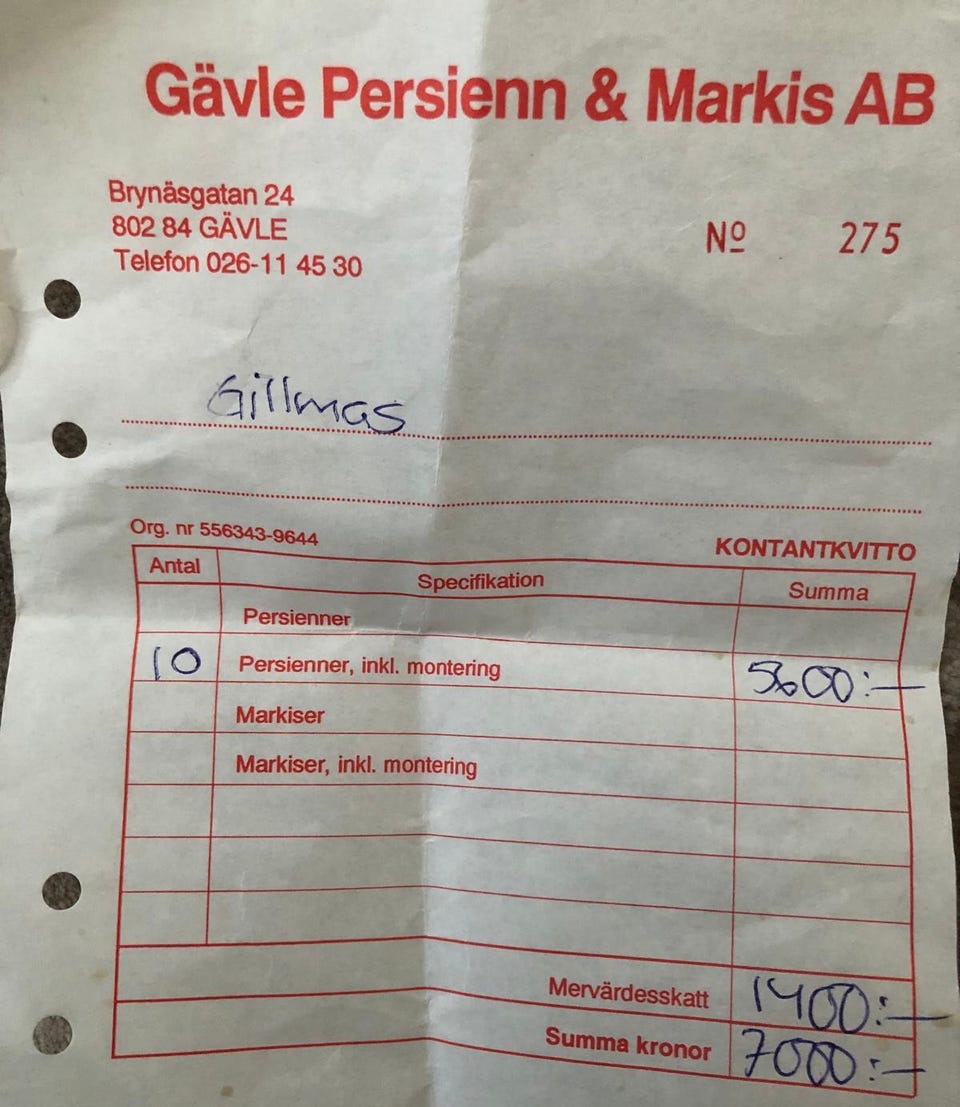 Gävle Persienn & Markis AB
Brynäsgatan 24
802 84 GÄVLE
Telefon 026-11 45 30
Nº 275
Gillmas
Org. nr 556343-9644
KONTANTKVITTO
Antal Specifikation Summa
Persienner
10 Persienner, inkl. montering 5600:—
Markiser
Markiser, inkl. montering
Mervärdesskatt 1400:—
Summa kronor 7000:—